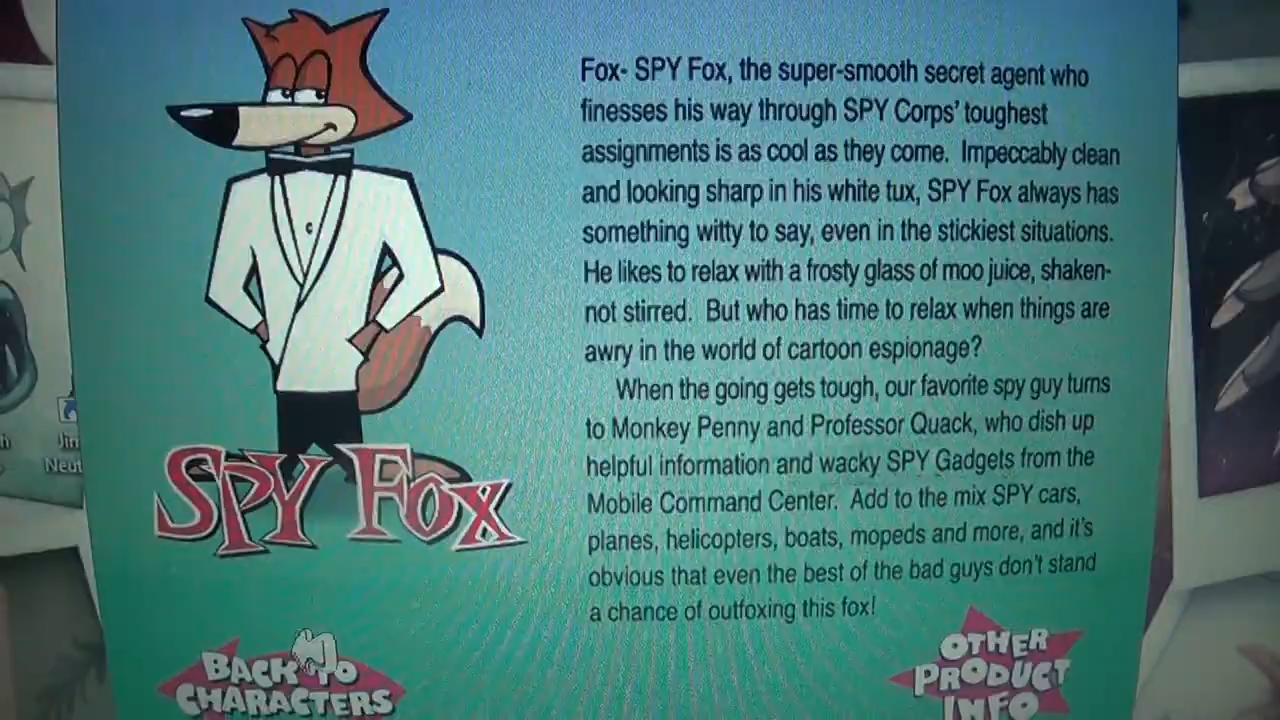 Fox- SPY Fox, the super-smooth secret agent who
finesses his way through SPY Corps' toughest
assignments is as cool as they come. Impeccably clean
and looking sharp in his white tux, SPY Fox always has
something witty to say, even in the stickiest situations.
He likes to relax with a frosty glass of moo juice, shaken-
not stirred. But who has time to relax when things are
awry in the world of cartoon espionage?
When the going gets tough, our favorite spy guy turns
to Monkey Penny and Professor Quack, who dish up
helpful information and wacky SPY Gadgets from the
Mobile Command Center. Add to the mix SPY cars,
planes, helicopters, boats, mopeds and more, and it's
obvious that even the best of the bad guys don't stand
a chance of outfoxing this fox!
SPY FOX
BACK TO
CHARACTERS
OTHER
PRODUCT
INFO
Jim
Neut